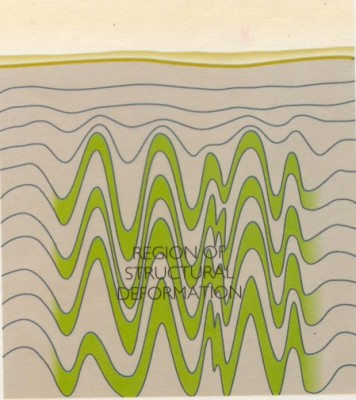 REGION OF
STRUCTURAL
DEFORMATION